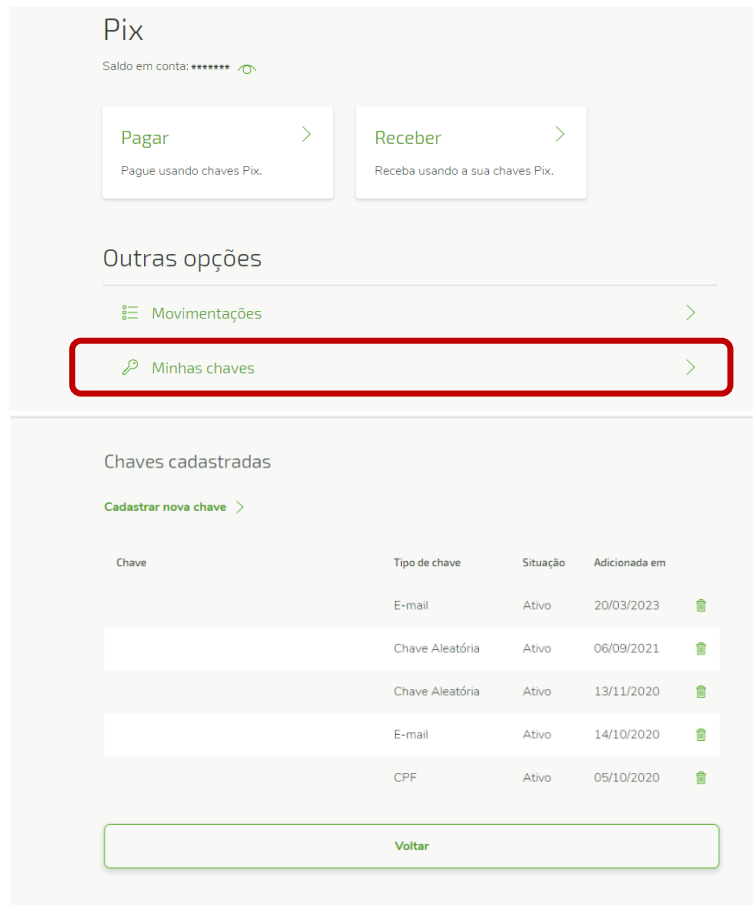 Pix
Saldo em conta: *******
Pagar
Pague usando chaves Pix.
Receber
Receba usando a sua chaves Pix.
Outras opções
Movimentações
Minhas chaves
Chaves cadastradas
Cadastrar nova chave
Chave Tipo de chave Situação Adicionada em
E-mail Ativo 20/03/2023
Chave Aleatória Ativo 06/09/2021
Chave Aleatória Ativo 13/11/2020
E-mail Ativo 14/10/2020
CPF Ativo 05/10/2020
Voltar